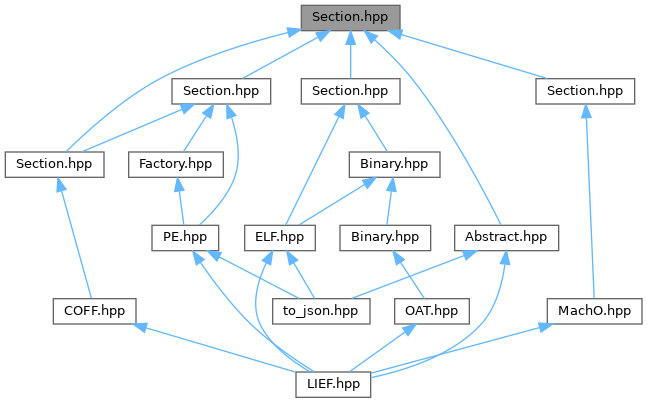 Section.hpp
Section.hpp
Section.hpp
Section.hpp
Section.hpp
Factory.hpp
Binary.hpp
PE.hpp
ELF.hpp
Binary.hpp
Abstract.hpp
COFF.hpp
to_json.hpp
OAT.hpp
MachO.hpp
LIEF.hpp